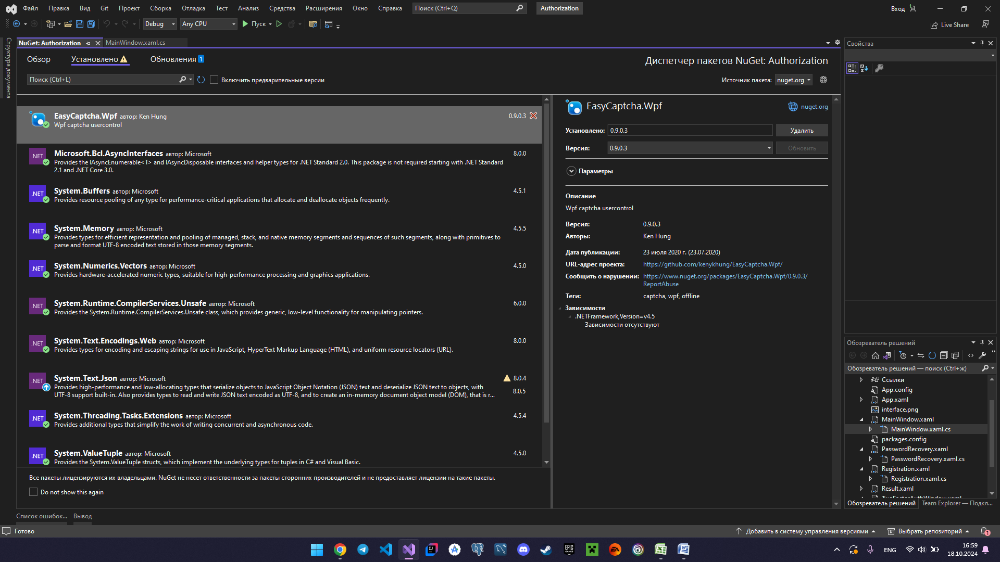 Файл Правка Вид Git Проект Сборка Отладка Тест Анализ Средства Расширения Окно Справка Поиск (Ctrl+Q) Authorization Вход
Debug Any CPU Пуск Live Share
Структура документа
NuGet: Authorization MainWindow.xaml.cs
Обзор Установлено Обновления 1
Диспетчер пакетов NuGet: Authorization
Поиск (Ctrl+L) Включить предварительные версии
Источник пакета: nuget.org
EasyCaptcha.Wpf автор: Ken Hung 0.9.0.3
Wpf captcha usercontrol
.NET Microsoft.Bcl.AsyncInterfaces автор: Microsoft 8.0.0
Provides the IAsyncEnumerable<T> and IAsyncDisposable interfaces and helper types for .NET Standard 2.0. This package is not required starting with .NET Standard
2.1 and .NET Core 3.0.
.NET System.Buffers автор: Microsoft 4.5.1
Provides resource pooling of any type for performance-critical applications that allocate and deallocate objects frequently.
.NET System.Memory автор: Microsoft 4.5.5
Provides types for efficient representation and pooling of managed, stack, and native memory segments and sequences of such segments, along with primitives to
parse and format UTF-8 encoded text stored in those memory segments.
.NET System.Numerics.Vectors автор: Microsoft 4.5.0
Provides hardware-accelerated numeric types, suitable for high-performance processing and graphics applications.
.NET System.Runtime.CompilerServices.Unsafe автор: Microsoft 6.0.0
Provides the System.Runtime.CompilerServices.Unsafe class, which provides generic, low-level functionality for manipulating pointers.
.NET System.Text.Encodings.Web автор: Microsoft 8.0.0
Provides types for encoding and escaping strings for use in JavaScript, HyperText Markup Language (HTML), and uniform resource locators (URL).
.NET System.Text.Json автор: Microsoft 8.0.4
Provides high-performance and low-allocating types that serialize objects to JavaScript Object Notation (JSON) text and deserialize JSON text to objects, with 8.0.5
UTF-8 support built-in. Also provides types to read and write JSON text encoded as UTF-8, and to create an in-memory document object model (DOM), that is r...
.NET System.Threading.Tasks.Extensions автор: Microsoft 4.5.4
Provides additional types that simplify the work of writing concurrent and asynchronous code.
.NET System.ValueTuple автор: Microsoft 4.5.0
Provides the System.ValueTuple structs, which implement the underlying types for tuples in C# and Visual Basic.
Все пакеты лицензируются их владельцами. NuGet не несет ответственности за пакеты сторонних производителей и не предоставляет лицензии на такие пакеты.
Do not show this again
EasyCaptcha.Wpf nuget.org
Установлено: 0.9.0.3 Удалить
Версия: 0.9.0.3 Обновить
Параметры
Описание
Wpf captcha usercontrol
Версия: 0.9.0.3
Авторы: Ken Hung
Дата публикации: 23 июля 2020 г. (23.07.2020)
URL-адрес проекта: https://github.com/kenykhung/EasyCaptcha.Wpf/
Сообщить о нарушении: https://www.nuget.org/packages/EasyCaptcha.Wpf/0.9.0.3/
ReportAbuse
Теги: captcha, wpf, offline
Зависимости
.NETFramework,Version=v4.5
Зависимости отсутствуют
Свойства
Обозреватель решений
Обозреватель решений — поиск (Ctrl+ж)
Ссылки
App.config
App.xaml
interface.png
MainWindow.xaml
MainWindow.xaml.cs
packages.config
PasswordRecovery.xaml
PasswordRecovery.xaml.cs
Registration.xaml
Registration.xaml.cs
Result.xaml
TwoFactorAuthWindow.xaml
Обозреватель решений Team Explorer — Подкл...
Список ошибок... Вывод
Готово Добавить в систему управления версиями Выбрать репозиторий 1
IJ EPIC GAMES EA ENG 16:59
18.10.2024